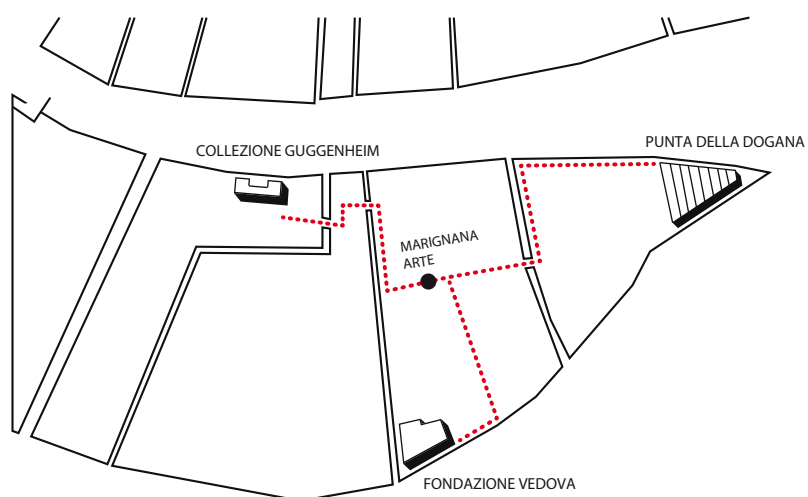 PUNTA DELLA DOGANA
COLLEZIONE GUGGENHEIM
MARIGNANA
ARTE
FONDAZIONE VEDOVA